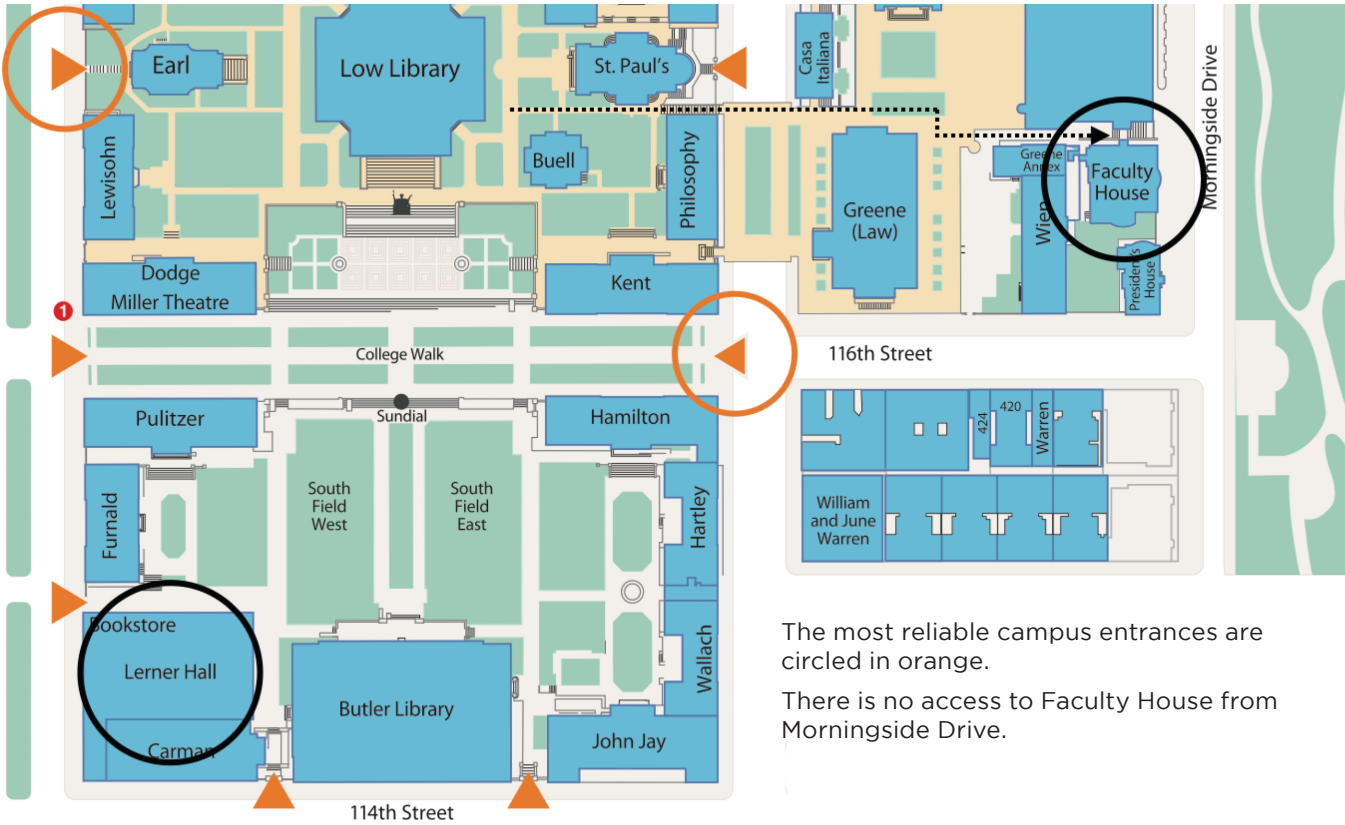 Earl
Low Library
St. Paul's
Casa
Italiana
Morningside Drive
Lewisohn
Buell
Philosophy
Greene
(Law)
Greene
Annex
Wien
Faculty
House
President's
House
Dodge
Miller Theatre
Kent
1
College Walk
116th Street
Pulitzer
Sundial
Hamilton
424
420
Warren
Furnald
South
Field
West
South
Field
East
Hartley
William
and June
Warren
Bookstore
Lerner Hall
Butler Library
Wallach
Carman
John Jay
114th Street
The most reliable campus entrances are
circled in orange.
There is no access to Faculty House from
Morningside Drive.